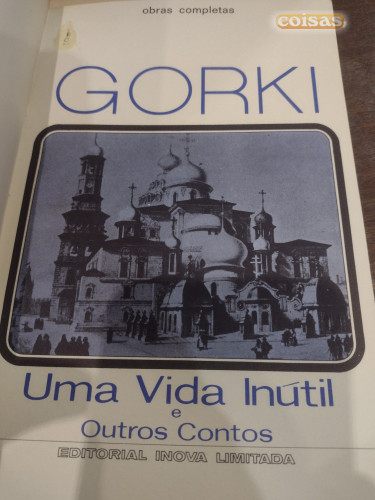 obras completas
coisas
GORKI
Uma Vida Inútil
e
Outros Contos
EDITORIAL INOVA LIMITADA